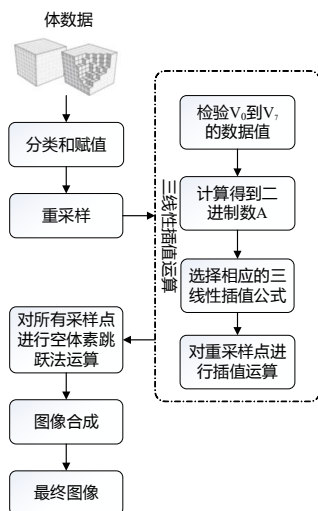 体数据
分类和赋值
重采样
三线性插值运算
检验V₀到V₇
的数据值
计算得到二
进制数A
选择相应的三
线性插值公式
对重采样点进
行插值运算
对所有采样点
进行空体素跳
跃法运算
图像合成
最终图像